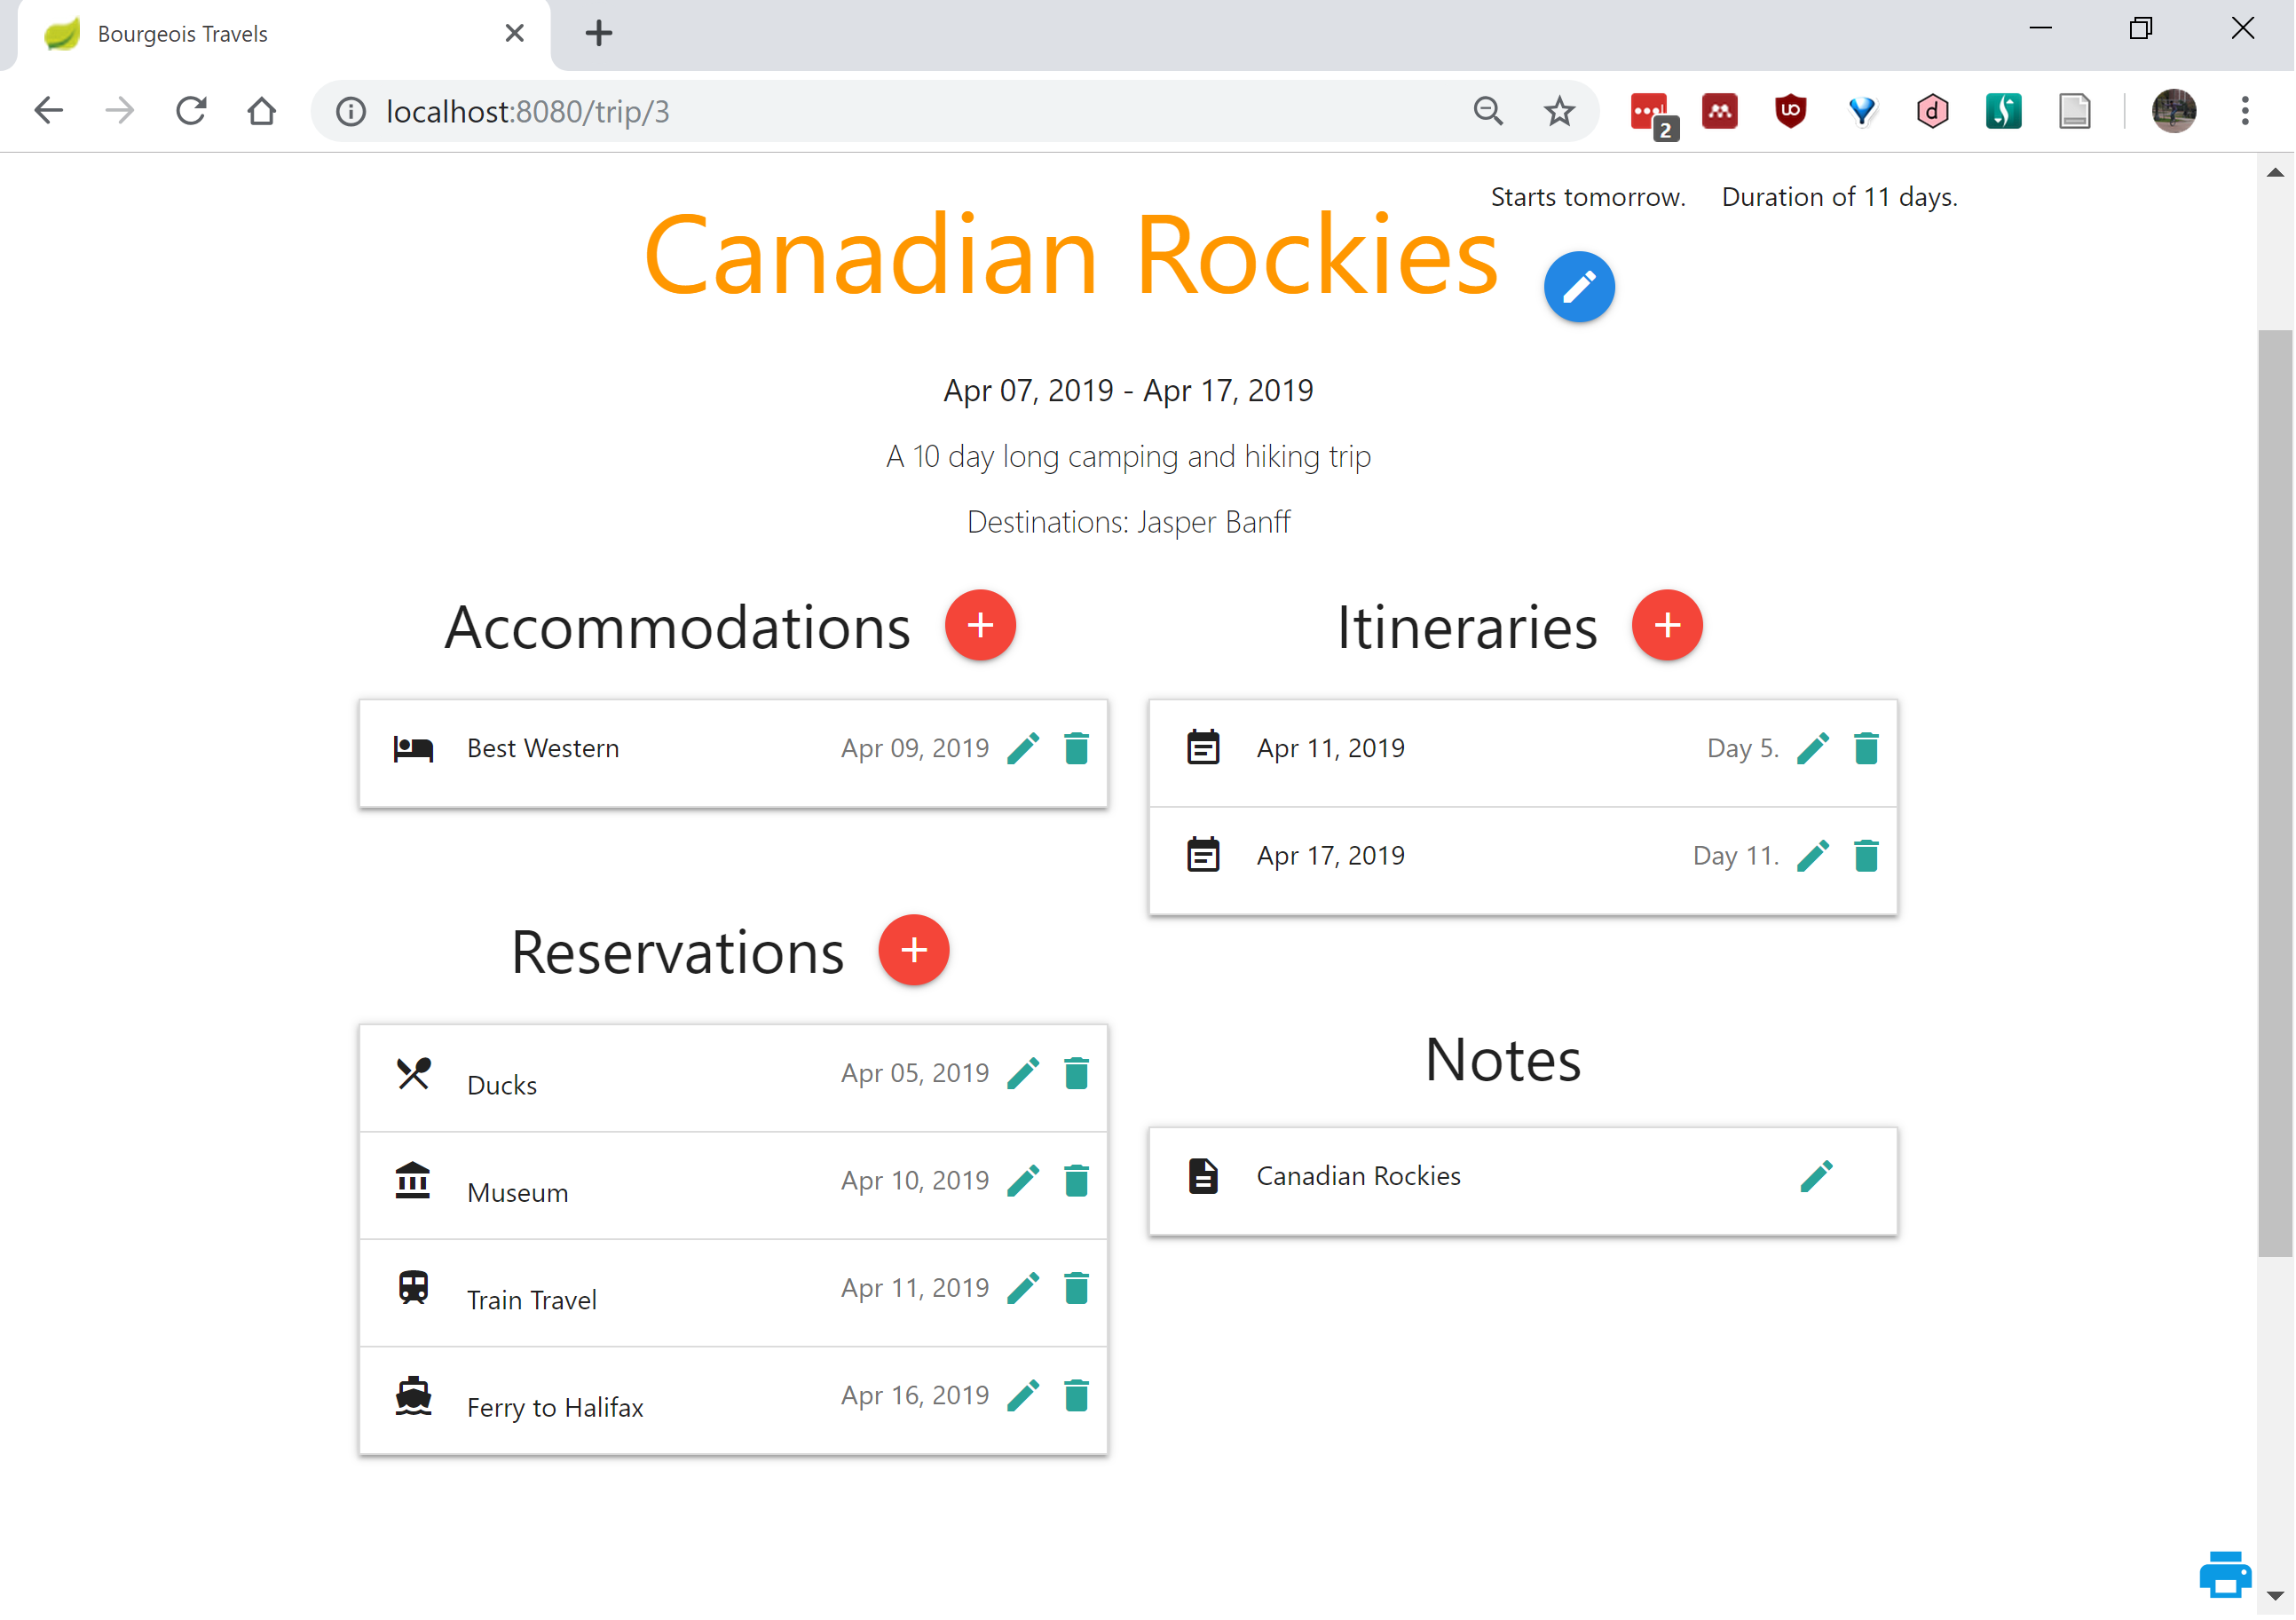 Bourgeois Travels
localhost:8080/trip/3
2
Starts tomorrow. Duration of 11 days.
Canadian Rockies
Apr 07, 2019 - Apr 17, 2019
A 10 day long camping and hiking trip
Destinations: Jasper Banff
Accommodations +
Best Western Apr 09, 2019
Reservations +
Ducks Apr 05, 2019
Museum Apr 10, 2019
Train Travel Apr 11, 2019
Ferry to Halifax Apr 16, 2019
Itineraries +
Apr 11, 2019 Day 5.
Apr 17, 2019 Day 11.
Notes
Canadian Rockies